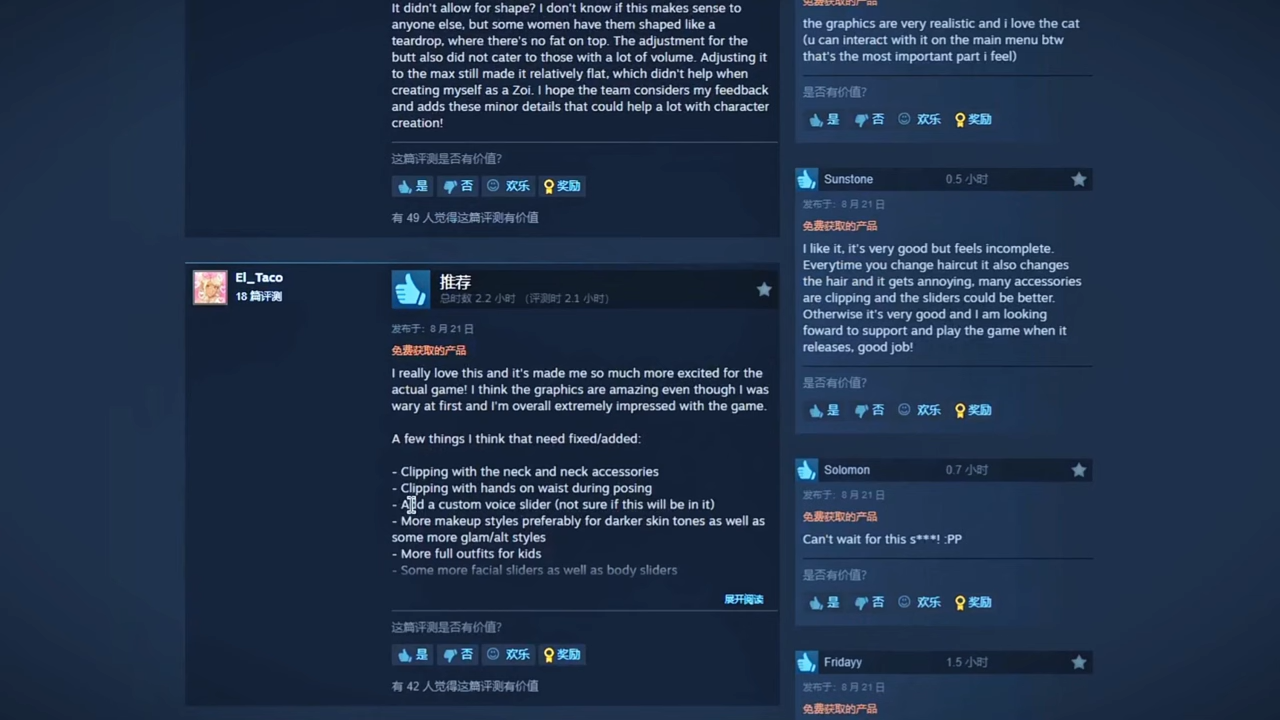 It didn't allow for shape? I don't know if this makes sense to
anyone else, but some women have them shaped like a
teardrop, where there's no fat on top. The adjustment for the
butt also did not cater to those with a lot of volume. Adjusting it
to the max still made it relatively flat, which didn't help when
creating myself as a Zoi. I hope the team considers my feedback
and adds these minor details that could help a lot with character
creation!
这篇评测是否有价值?
是 否 欢乐 奖励
有 49 人觉得这篇评测有价值
El_Taco
18 篇评测
推荐
总时数 2.2 小时 (评测时 2.1 小时)
发布于: 8 月 21 日
免费获取的产品
I really love this and it's made me so much more excited for the
actual game! I think the graphics are amazing even though I was
wary at first and I'm overall extremely impressed with the game.
A few things I think that need fixed/added:
- Clipping with the neck and neck accessories
- Clipping with hands on waist during posing
- Add a custom voice slider (not sure if this will be in it)
- More makeup styles preferably for darker skin tones as well as
some more glam/alt styles
- More full outfits for kids
- Some more facial sliders as well as body sliders
展开阅读
这篇评测是否有价值?
是 否 欢乐 奖励
有 42 人觉得这篇评测有价值
免费获取的产品
the graphics are very realistic and i love the cat
(u can interact with it on the main menu btw
that's the most important part i feel)
是否有价值?
是 否 欢乐 奖励
Sunstone 0.5 小时
发布于: 8 月 21 日
免费获取的产品
I like it, it's very good but feels incomplete.
Everytime you change haircut it also changes
the hair and it gets annoying, many accessories
are clipping and the sliders could be better.
Otherwise it's very good and I am looking
foward to support and play the game when it
releases, good job!
是否有价值?
是 否 欢乐 奖励
Solomon 0.7 小时
发布于: 8 月 21 日
免费获取的产品
Can't wait for this s***! :PP
是否有价值?
是 否 欢乐 奖励
Fridayy 1.5 小时
发布于: 8 月 21 日
免费获取的产品